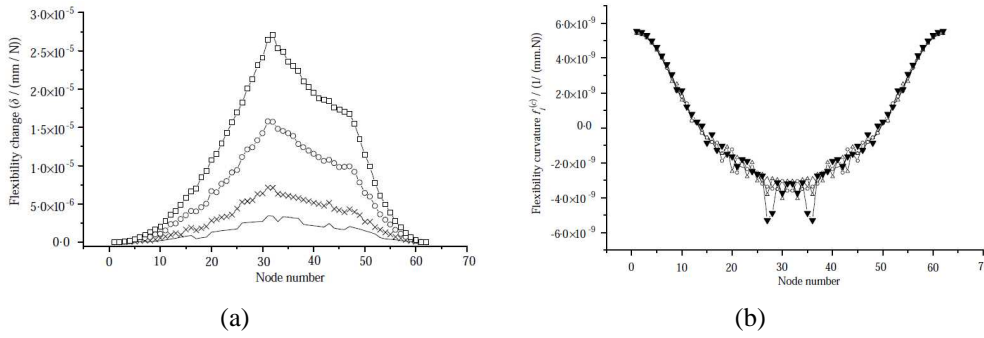 3·0×10⁻⁵
2·5×10⁻⁵
2·0×10⁻⁵
1·5×10⁻⁵
1·0×10⁻⁵
5·0×10⁻⁶
0·0
Flexibility change (δ / (mm / N))
0 10 20 30 40 50 60 70
Node number
(a)
6·0×10⁻⁹
4·0×10⁻⁹
2·0×10⁻⁹
0·0
-2·0×10⁻⁹
-4·0×10⁻⁹
-6·0×10⁻⁹
Flexibility curvature fᵢ⁽ᶜ⁾ / (1/ (mm.N))
0 10 20 30 40 50 60 70
Node number
(b)